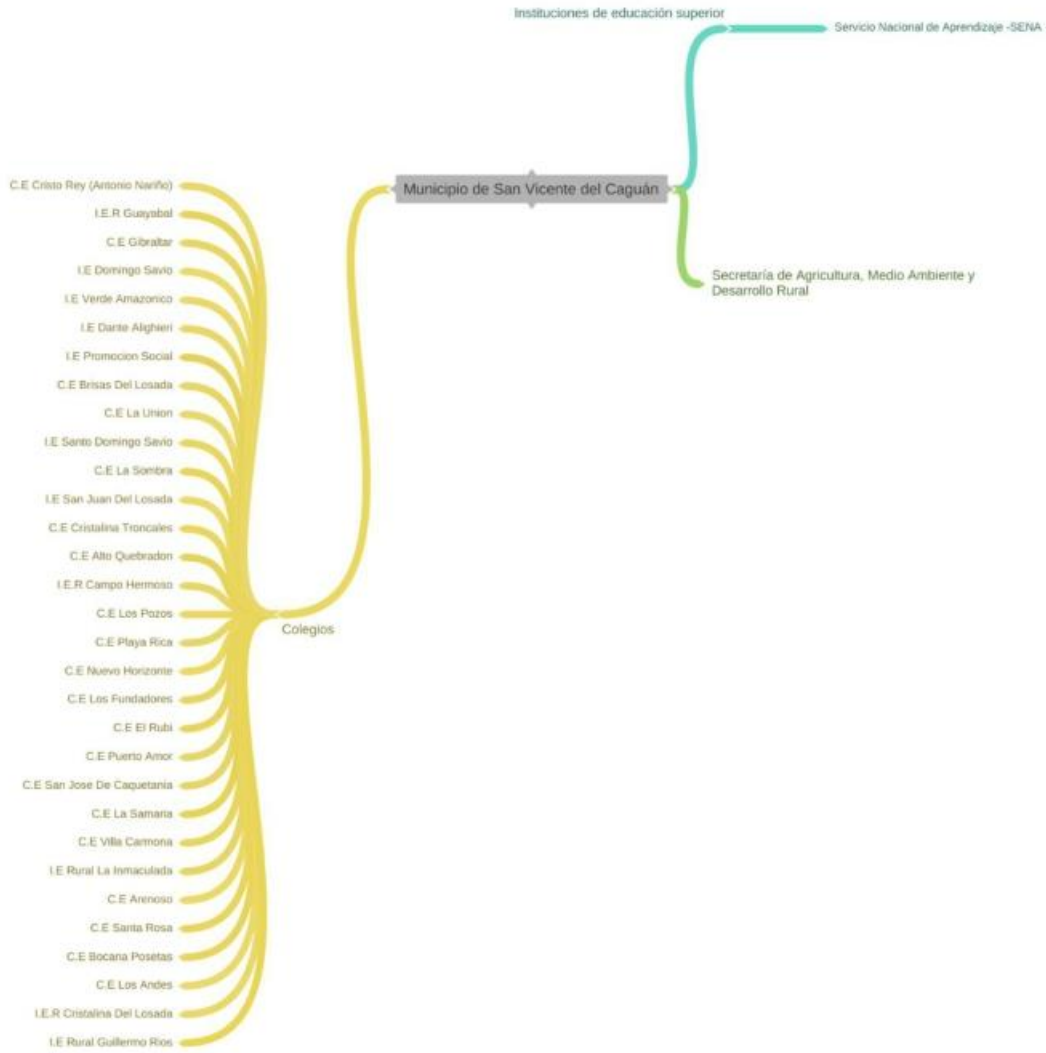 Instituciones de educación superior
Servicio Nacional de Aprendizaje -SENA
Municipio de San Vicente del Caguán
Secretaría de Agricultura, Medio Ambiente y
Desarrollo Rural
Colegios
C.E Cristo Rey (Antonio Nariño)
I.E.R Guayabal
C.E Gibraltar
I.E Domingo Savio
I.E Verde Amazonico
I.E Dante Alighieri
I.E Promocion Social
C.E Brisas Del Losada
C.E La Union
I.E Santo Domingo Savio
C.E La Sombra
I.E San Juan Del Losada
C.E Cristalina Troncales
C.E Alto Quebradon
I.E.R Campo Hermoso
C.E Los Pozos
C.E Playa Rica
C.E Nuevo Horizonte
C.E Los Fundadores
C.E El Rubi
C.E Puerto Amor
C.E San Jose De Caquetania
C.E La Samaria
C.E Villa Carmona
I.E Rural La Inmaculada
C.E Arenoso
C.E Santa Rosa
C.E Bocana Posetas
C.E Los Andes
I.E.R Cristalina Del Losada
I.E Rural Guillermo Rios